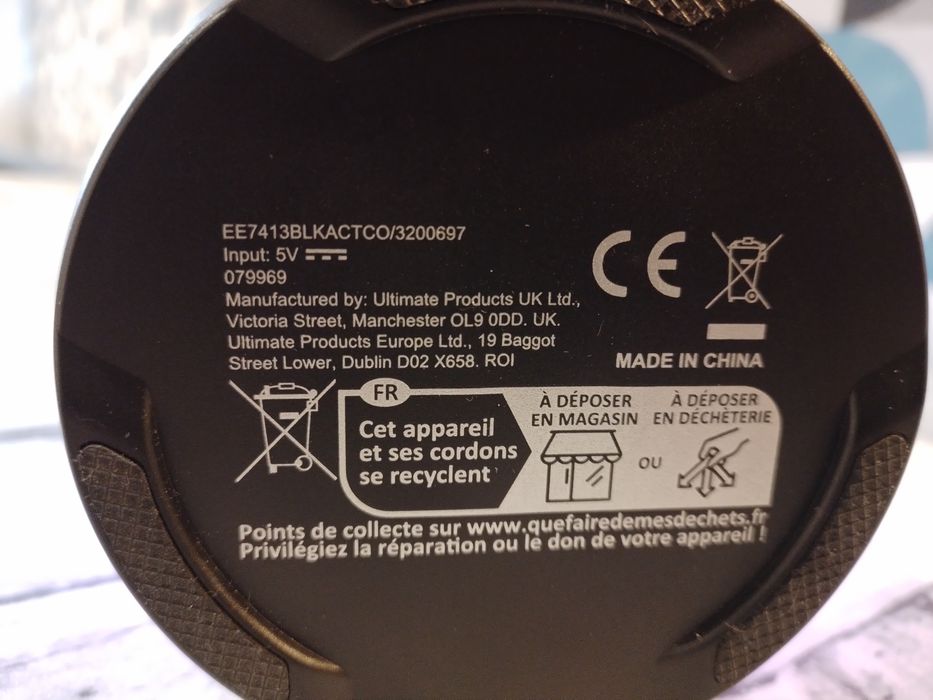 EE7413BLKACTCO/3200697
Input: 5V
079969
Manufactured by: Ultimate Products UK Ltd.,
Victoria Street, Manchester OL9 0DD. UK.
Ultimate Products Europe Ltd., 19 Baggot
Street Lower, Dublin D02 X658. ROI
CE
MADE IN CHINA
FR
Cet appareil
et ses cordons
se recyclent
À DÉPOSER
EN MAGASIN
OU
À DÉPOSER
EN DÉCHÈTERIE
Points de collecte sur www.quefairedemesdechets.fr
Privilégiez la réparation ou le don de votre appareil !